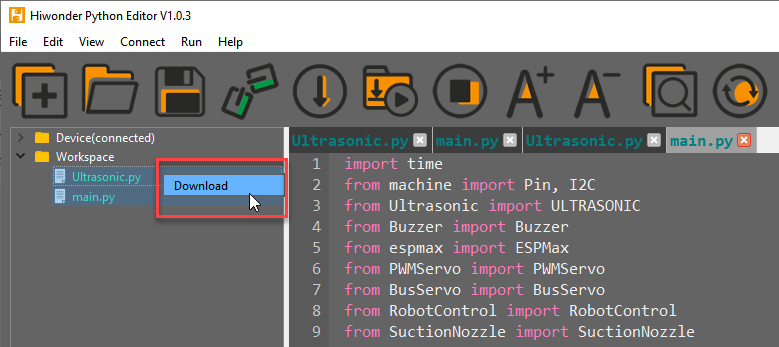 Hiwonder Python Editor V1.0.3
File Edit View Connect Run Help
Device(connected)
Workspace
Ultrasonic.py
main.py
Download
Ultrasonic.py main.py Ultrasonic.py main.py
1 import time
2 from machine import Pin, I2C
3 from Ultrasonic import ULTRASONIC
4 from Buzzer import Buzzer
5 from espmax import ESPMax
6 from PWMServo import PWMServo
7 from BusServo import BusServo
8 from RobotControl import RobotControl
9 from SuctionNozzle import SuctionNozzle